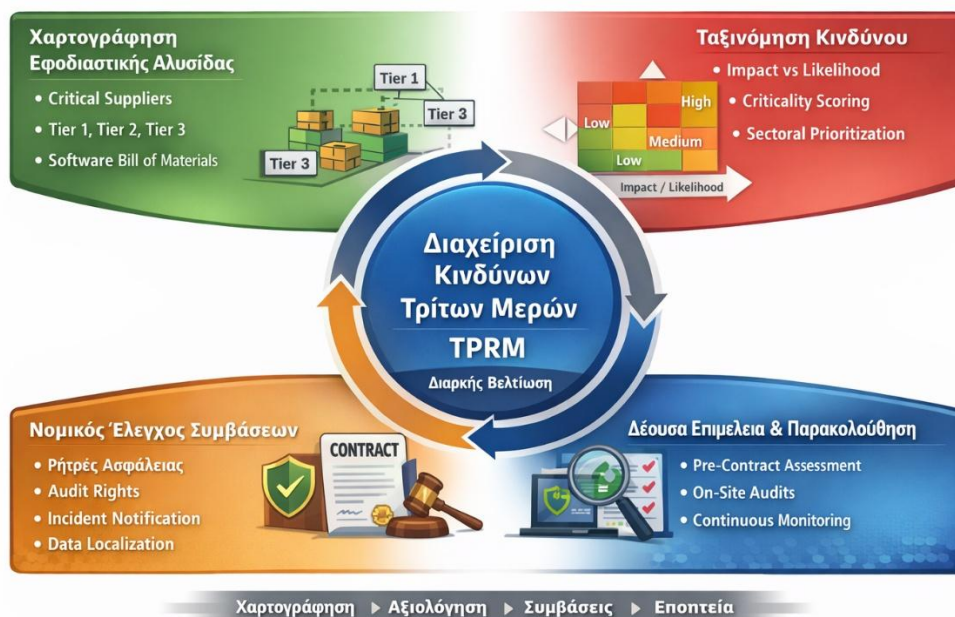 Χαρτογράφηση
Εφοδιαστικής Αλυσίδας
• Critical Suppliers
• Tier 1, Tier 2, Tier 3
• Software Bill of Materials
Tier 1
Tier 3
Tier 3
Ταξινόμηση Κινδύνου
• Impact vs Likelihood
• Criticality Scoring
• Sectoral Prioritization
High
Low
Medium
Low
Impact / Likelihood
Διαχείριση
Κινδύνων
Τρίτων Μερών
TPRM
Διαρκής Βελτίωση
Νομικός Έλεγχος Συμβάσεων
• Ρήτρές Ασφάλειας
• Audit Rights
• Incident Notification
• Data Localization
CONTRACT
Δέουσα Επιμελεια & Παρακολούθηση
• Pre-Contract Assessment
• On-Site Audits
• Continuous Monitoring
Χαρτογράφηση ▸ Αξιολόγηση ▸ Συμβάσεις ▸ Εποπτεία